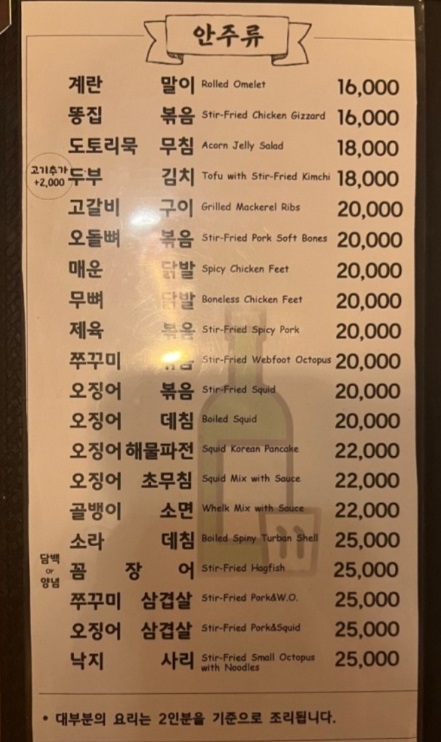 안주류
계란 말이 Rolled Omelet 16,000
똥집 볶음 Stir-Fried Chicken Gizzard 16,000
도토리묵 무침 Acorn Jelly Salad 18,000
고기추가 +2,000 두부 김치 Tofu with Stir-Fried Kimchi 18,000
고갈비 구이 Grilled Mackerel Ribs 20,000
오돌뼈 볶음 Stir-Fried Pork Soft Bones 20,000
매운 닭발 Spicy Chicken Feet 20,000
무뼈 닭발 Boneless Chicken Feet 20,000
제육 볶음 Stir-Fried Spicy Pork 20,000
쭈꾸미 볶음 Stir-Fried Webfoot Octopus 20,000
오징어 볶음 Stir-Fried Squid 20,000
오징어 데침 Boiled Squid 20,000
오징어 해물파전 Squid Korean Pancake 22,000
오징어 초무침 Squid Mix with Sauce 22,000
골뱅이 소면 Whelk Mix with Sauce 22,000
소라 데침 Boiled Spiny Turban Shell 25,000
담백 or 양념 꼼 장 어 Stir-Fried Hagfish 25,000
쭈꾸미 삼겹살 Stir-Fried Pork&W.O. 25,000
오징어 삼겹살 Stir-Fried Pork&Squid 25,000
낙지 사리 Stir-Fried Small Octopus with Noodles 25,000
• 대부분의 요리는 2인분을 기준으로 조리됩니다.